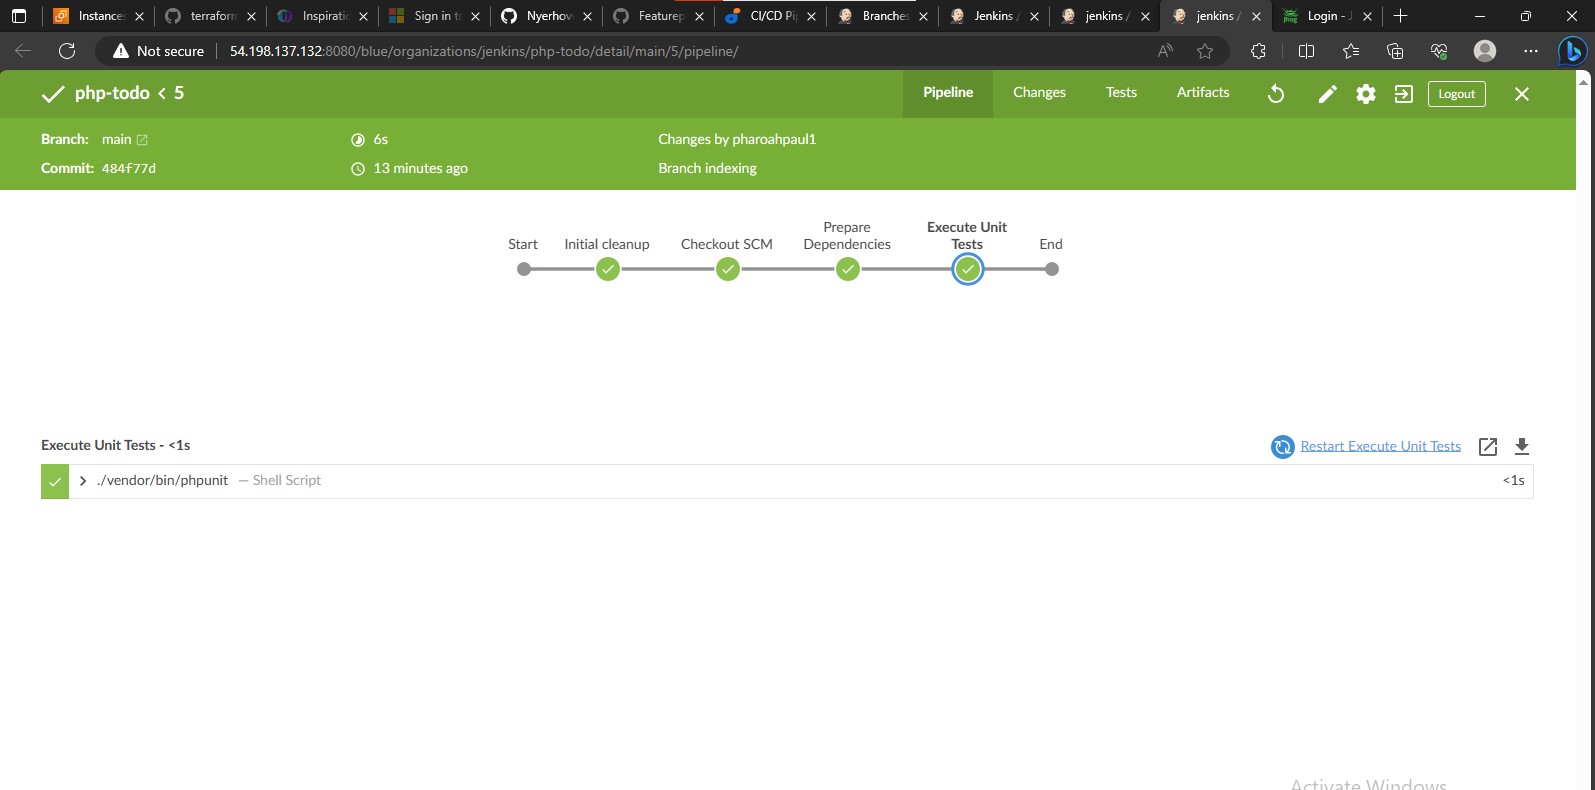 Instances
terraform
Inspiratio
Sign in to
Nyerhov
Featurep
CI/CD Pi
Branches
Jenkins /
jenkins /
jenkins /
Login - J
Not secure
54.198.137.132:8080/blue/organizations/jenkins/php-todo/detail/main/5/pipeline/
php-todo < 5
Pipeline
Changes
Tests
Artifacts
Logout
Branch: main
6s
Changes by pharoahpaul1
Commit: 484f77d
13 minutes ago
Branch indexing
Start
Initial cleanup
Checkout SCM
Prepare
Dependencies
Execute Unit
Tests
End
Execute Unit Tests - <1s
Restart Execute Unit Tests
./vendor/bin/phpunit — Shell Script
<1s
Activate Windows